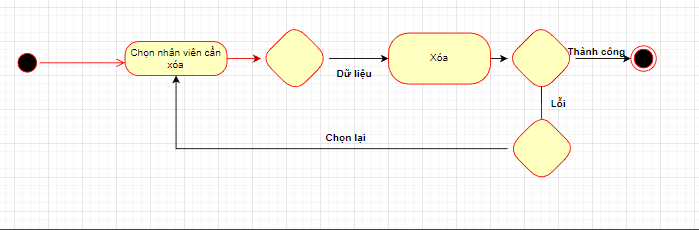 Chọn nhân viên cần
xóa
Dữ liệu
Xóa
Thành công
Lỗi
Chọn lại